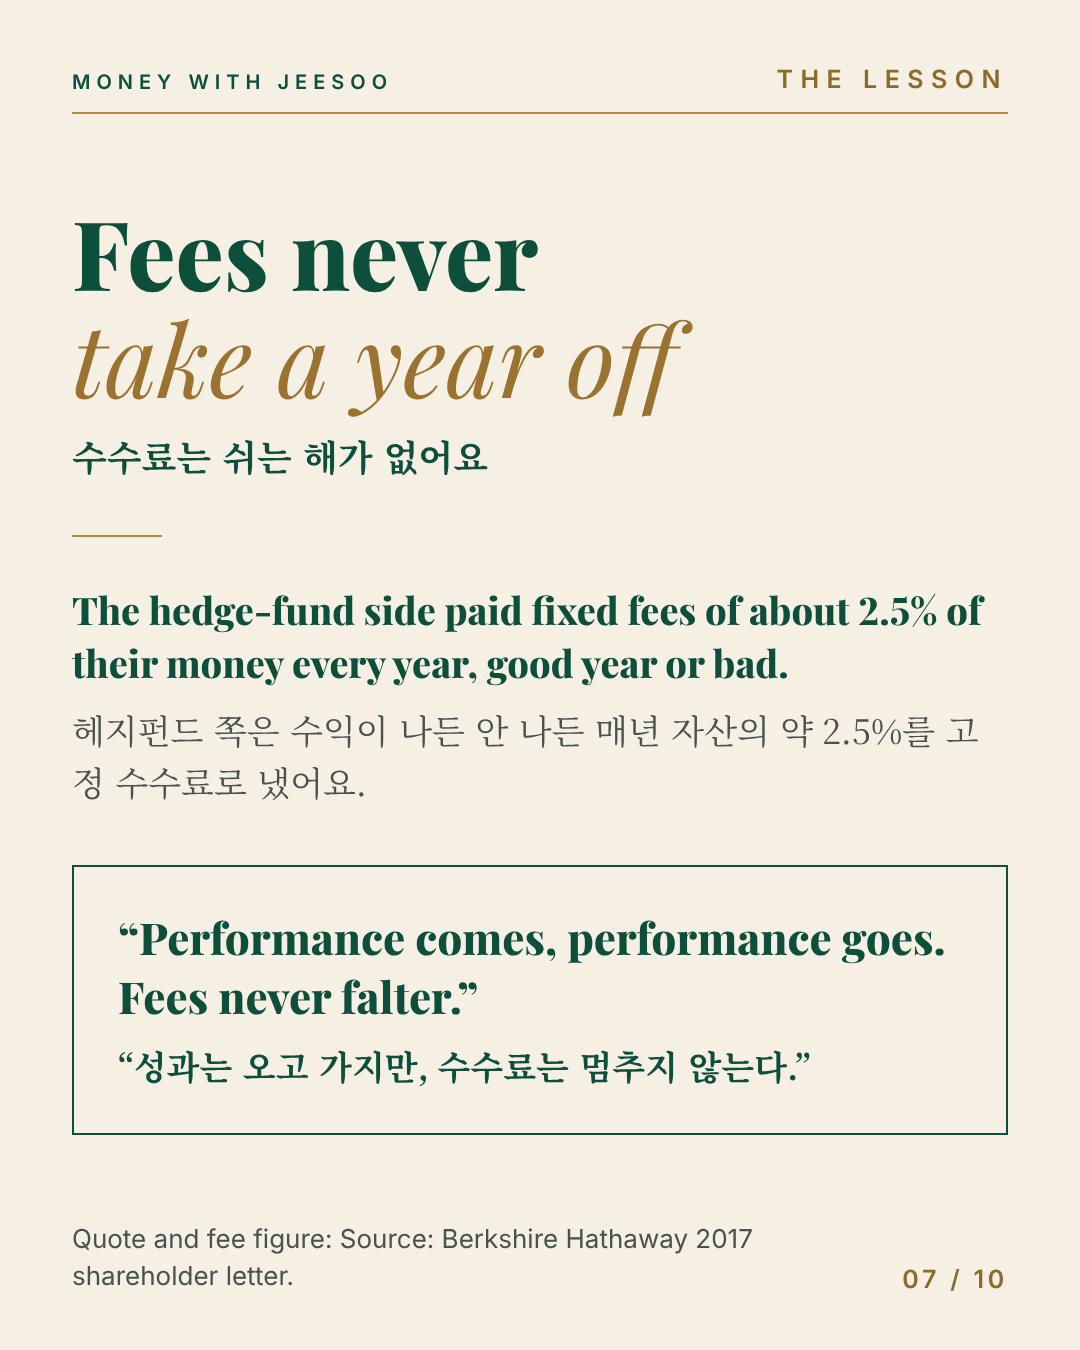 MONEY WITH JEESOO
THE LESSON
Fees never
take a year off
수수료는 쉬는 해가 없어요
The hedge-fund side paid fixed fees of about 2.5% of
their money every year, good year or bad.
헤지펀드 쪽은 수익이 나든 안 나든 매년 자산의 약 2.5%를 고
정 수수료로 냈어요.
“Performance comes, performance goes.
Fees never falter.”
“성과는 오고 가지만, 수수료는 멈추지 않는다.”
Quote and fee figure: Source: Berkshire Hathaway 2017
shareholder letter.
07 / 10